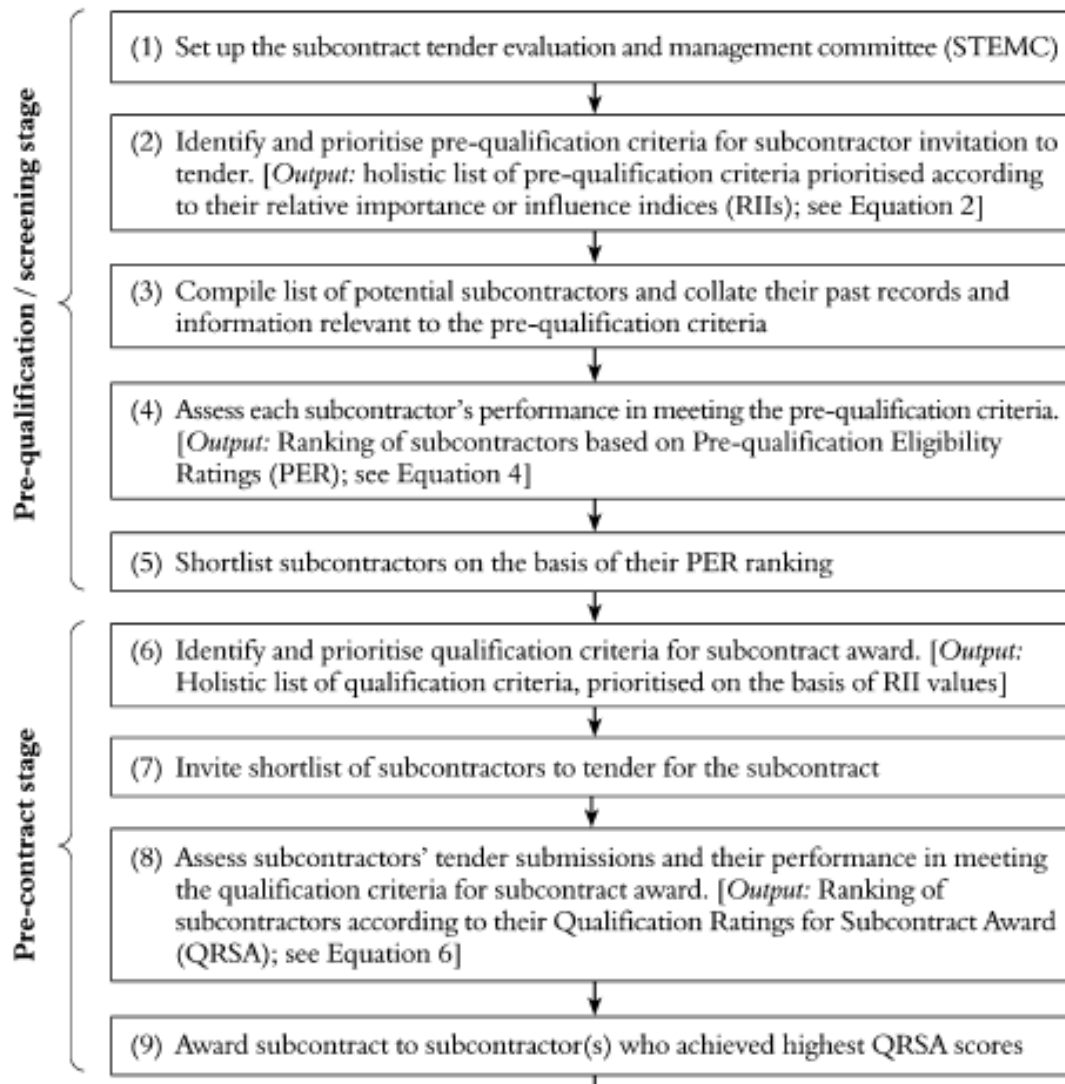 Pre-qualification / screening stage
(1) Set up the subcontract tender evaluation and management committee (STEMC)
(2) Identify and prioritise pre-qualification criteria for subcontractor invitation to
tender. [Output: holistic list of pre-qualification criteria prioritised according
to their relative importance or influence indices (RIIs); see Equation 2]
(3) Compile list of potential subcontractors and collate their past records and
information relevant to the pre-qualification criteria
(4) Assess each subcontractor's performance in meeting the pre-qualification criteria.
[Output: Ranking of subcontractors based on Pre-qualification Eligibility
Ratings (PER); see Equation 4]
(5) Shortlist subcontractors on the basis of their PER ranking
Pre-contract stage
(6) Identify and prioritise qualification criteria for subcontract award. [Output:
Holistic list of qualification criteria, prioritised on the basis of RII values]
(7) Invite shortlist of subcontractors to tender for the subcontract
(8) Assess subcontractors' tender submissions and their performance in meeting
the qualification criteria for subcontract award. [Output: Ranking of
subcontractors according to their Qualification Ratings for Subcontract Award
(QRSA); see Equation 6]
(9) Award subcontract to subcontractor(s) who achieved highest QRSA scores